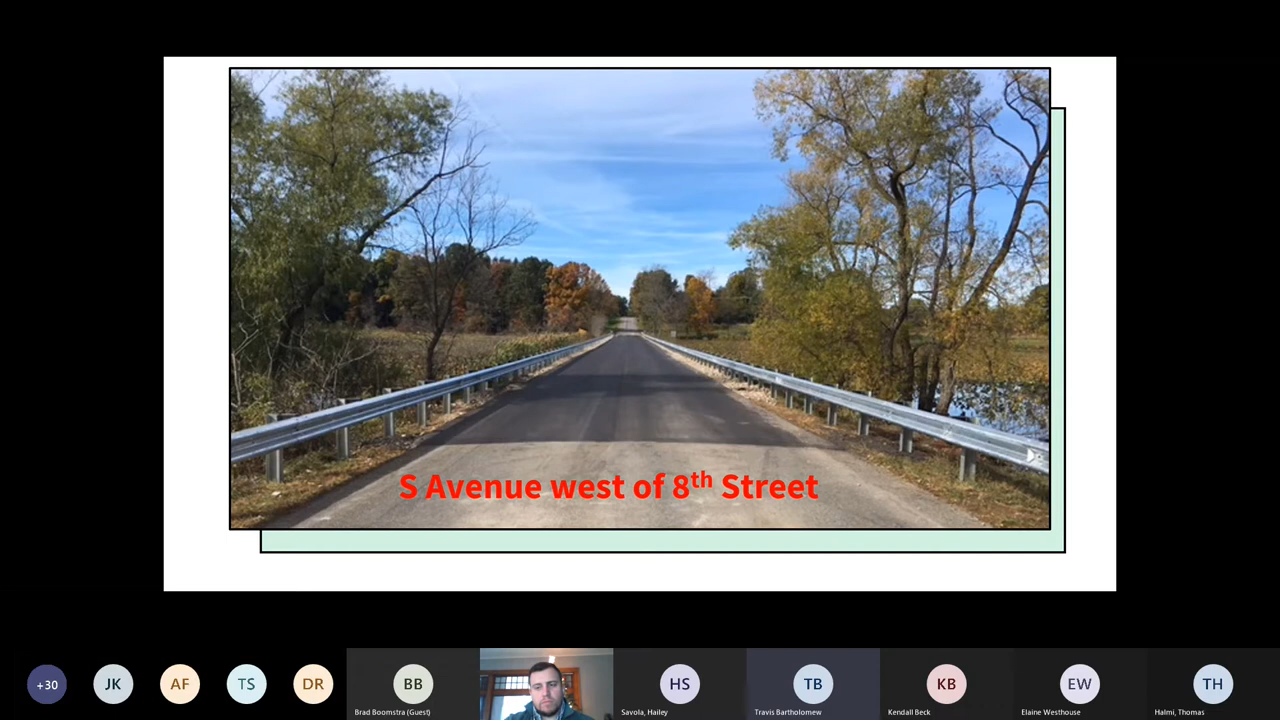 S Avenue west of 8th Street
+30
JK
AF
TS
DR
BB
HS
TB
KB
EW
TH
Brad Boomstra (Guest)
Savola, Hailey
Travis Bartholomew
Kendall Beck
Elaine Westhouse
Halmi, Thomas